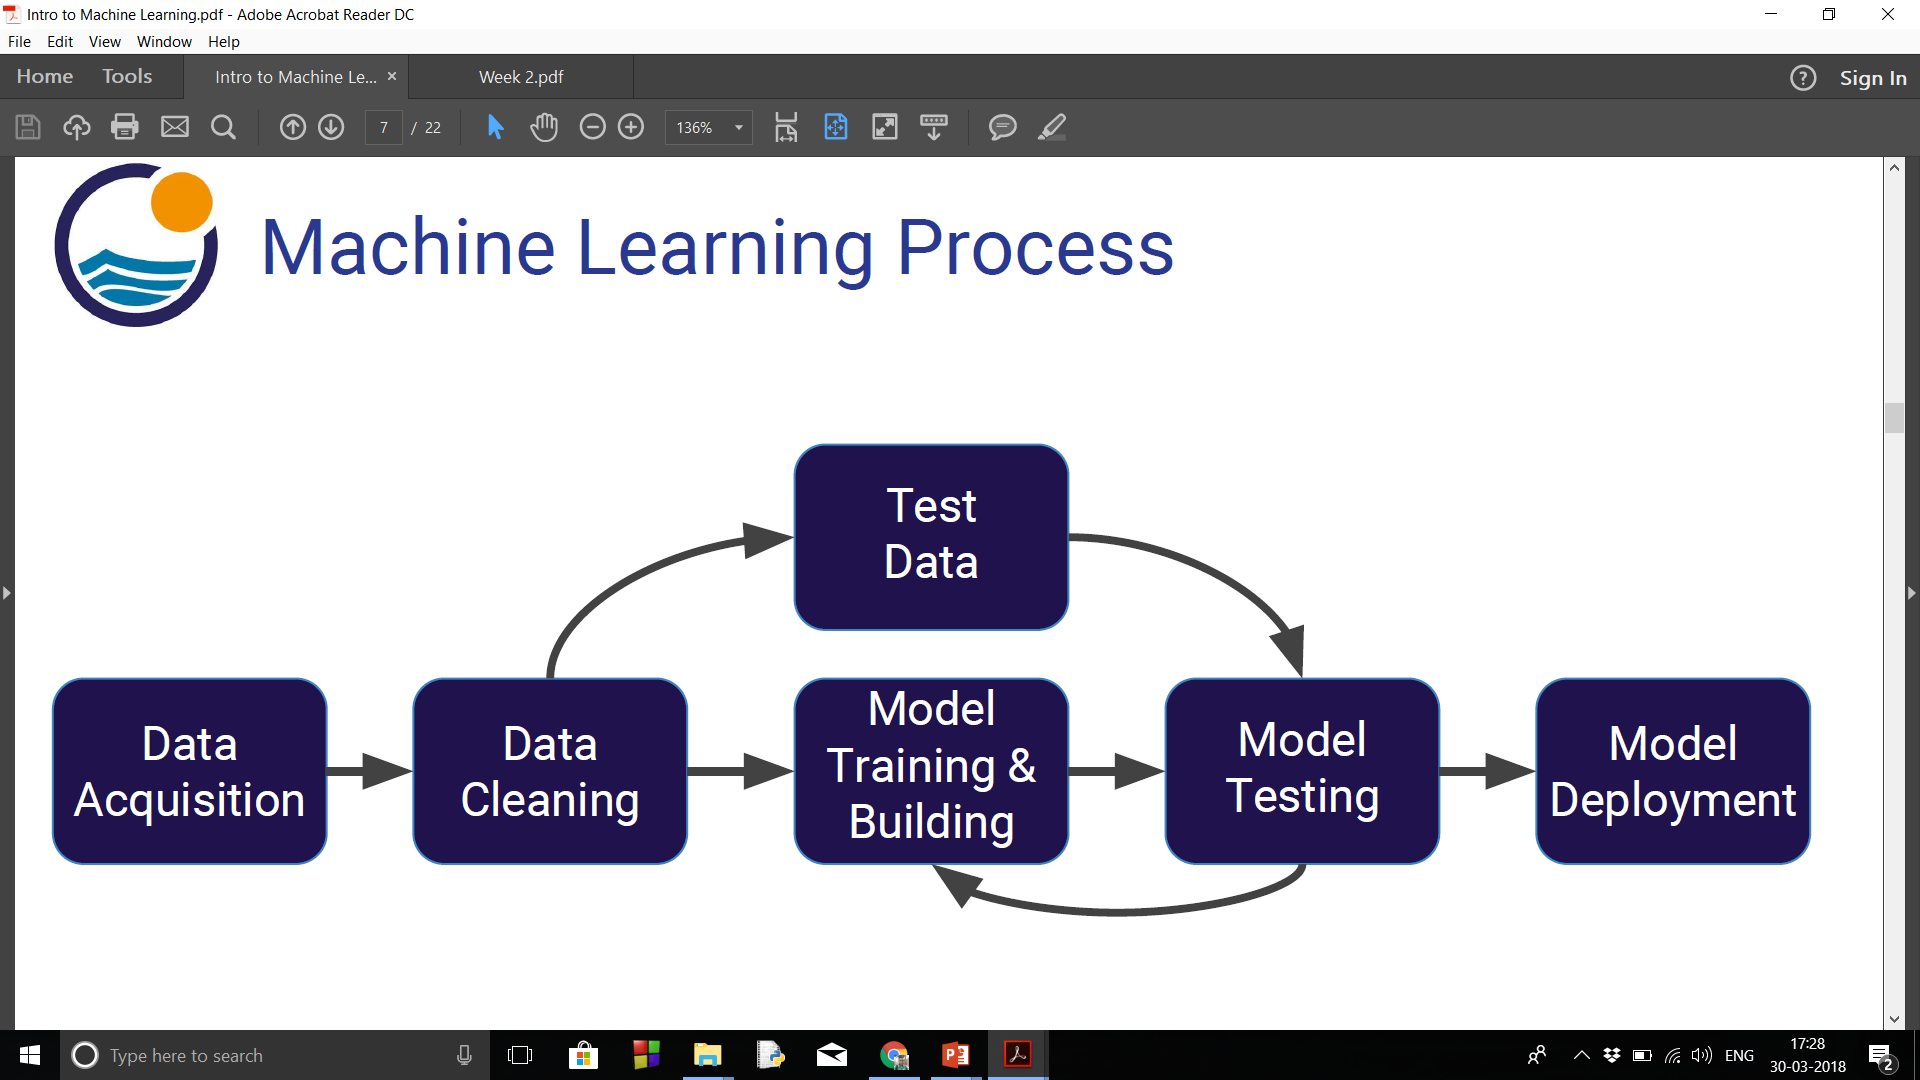 Intro to Machine Learning.pdf - Adobe Acrobat Reader DC
File Edit View Window Help
Home Tools Intro to Machine Le... × Week 2.pdf ? Sign In
7 / 22 136%
Machine Learning Process
Test
Data
Data
Acquisition
Data
Cleaning
Model
Training &
Building
Model
Testing
Model
Deployment
Type here to search
ENG
17:28
30-03-2018
2